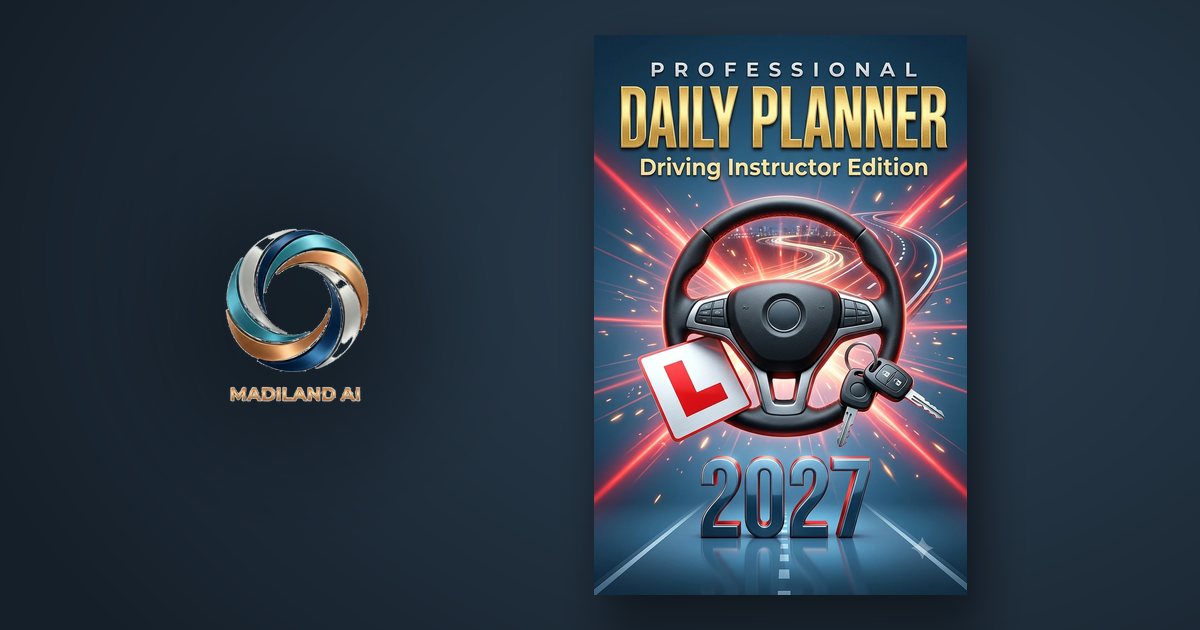 MADILAND AI
PROFESSIONAL
DAILY PLANNER
Driving Instructor Edition
L
2027